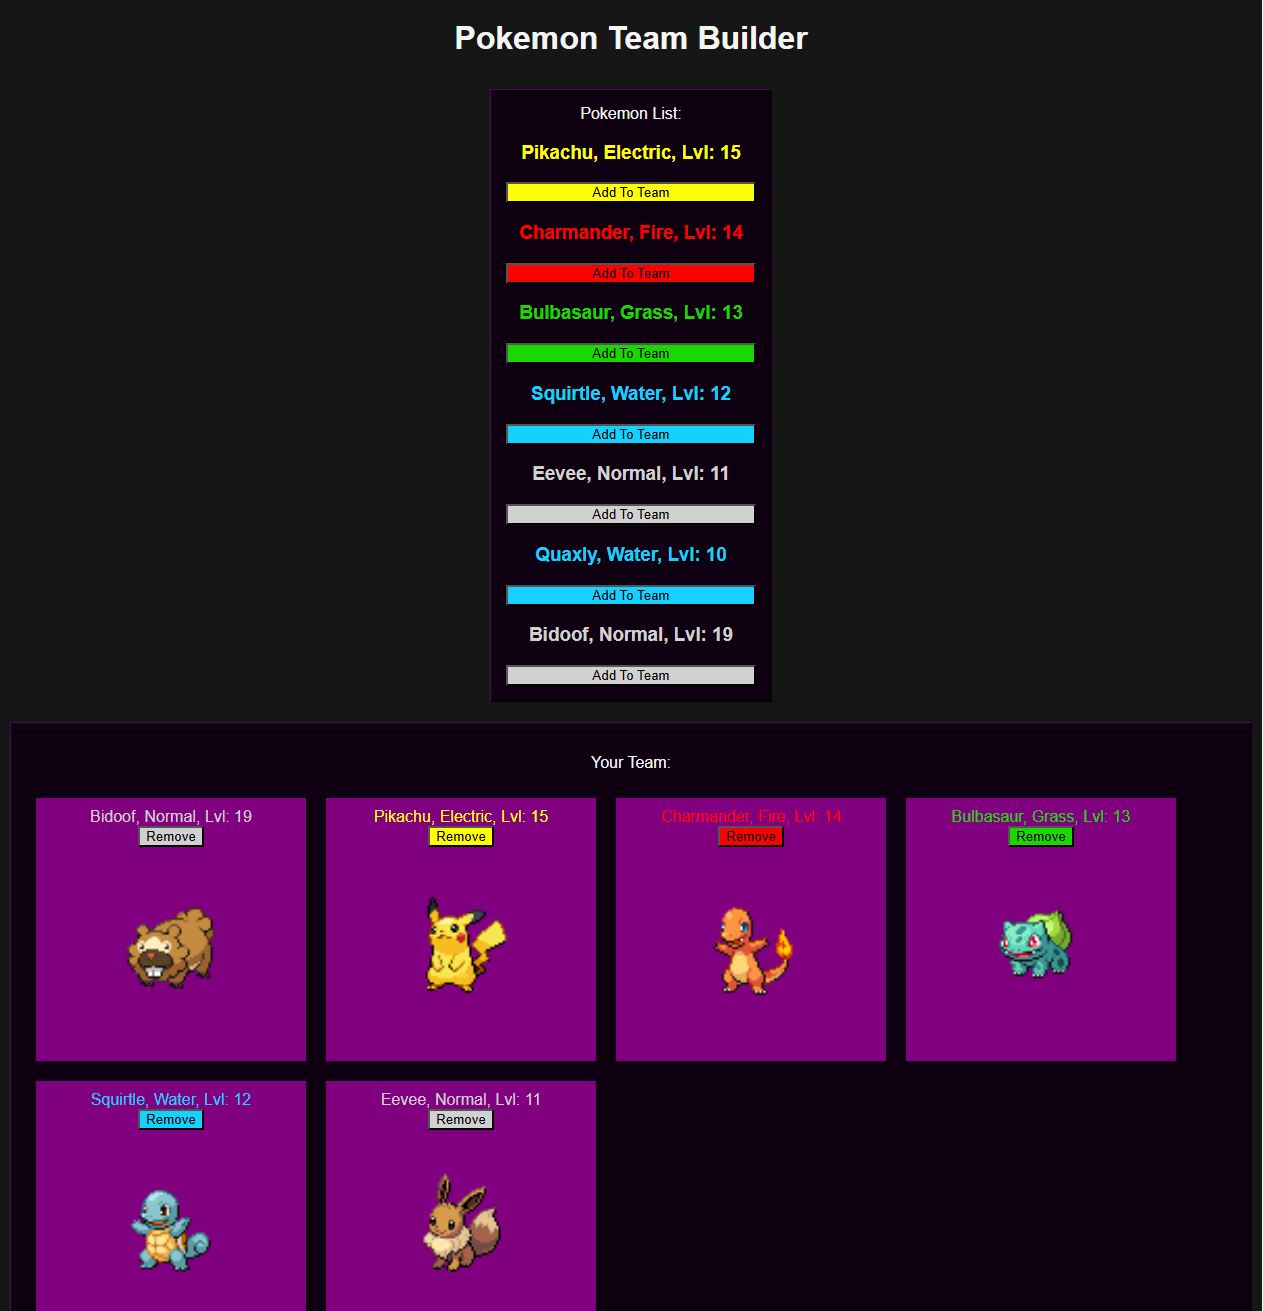 Pokemon Team Builder
Pokemon List:
Pikachu, Electric, Lvl: 15
Add To Team
Charmander, Fire, Lvl: 14
Add To Team
Bulbasaur, Grass, Lvl: 13
Add To Team
Squirtle, Water, Lvl: 12
Add To Team
Eevee, Normal, Lvl: 11
Add To Team
Quaxly, Water, Lvl: 10
Add To Team
Bidoof, Normal, Lvl: 19
Add To Team
Your Team:
Bidoof, Normal, Lvl: 19
Remove
Pikachu, Electric, Lvl: 15
Remove
Charmander, Fire, Lvl: 14
Remove
Bulbasaur, Grass, Lvl: 13
Remove
Squirtle, Water, Lvl: 12
Remove
Eevee, Normal, Lvl: 11
Remove